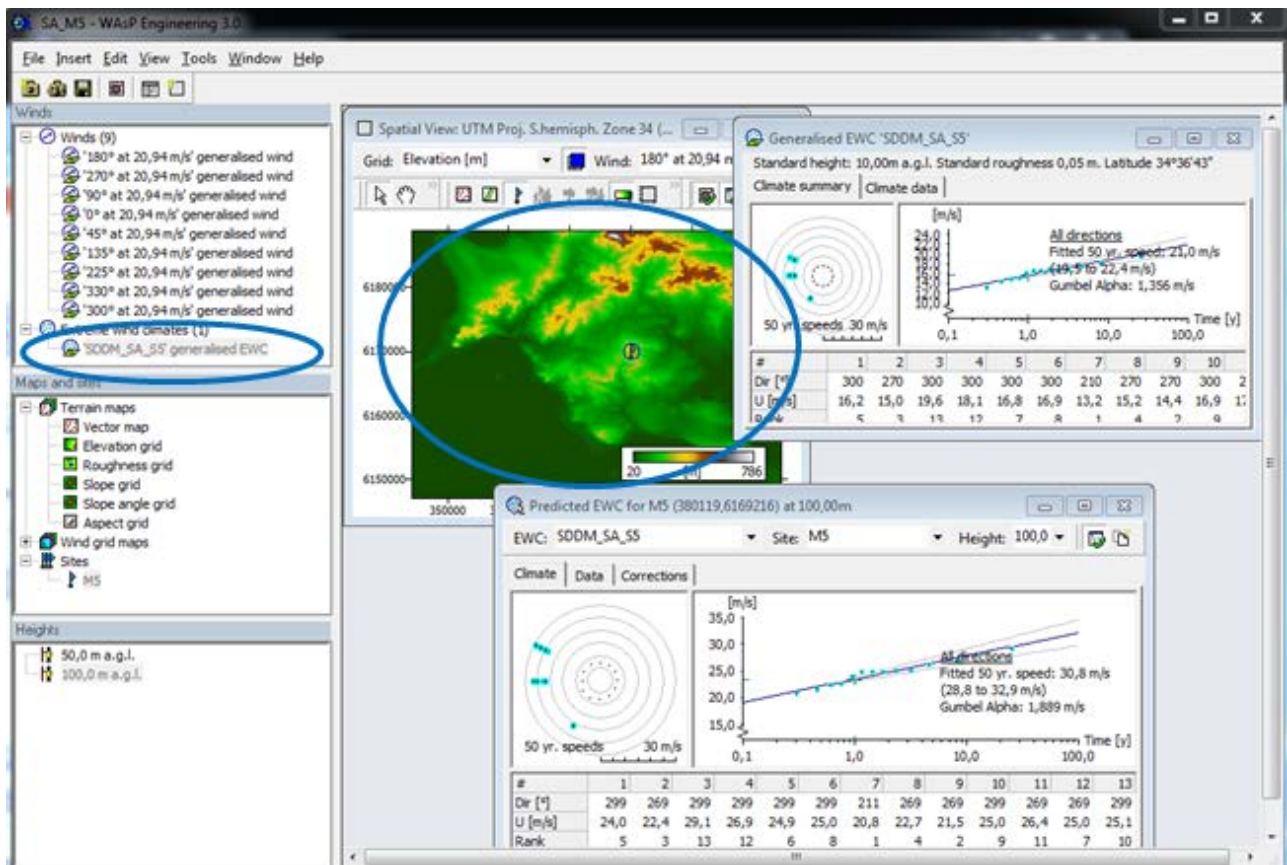 SA_M5 - WAsP Engineering 3.0
File Insert Edit View Tools Window Help
Winds
Winds (9)
'180° at 20,94 m/s' generalised wind
'270° at 20,94 m/s' generalised wind
'90° at 20,94 m/s' generalised wind
'0° at 20,94 m/s' generalised wind
'45° at 20,94 m/s' generalised wind
'135° at 20,94 m/s' generalised wind
'225° at 20,94 m/s' generalised wind
'330° at 20,94 m/s' generalised wind
'300° at 20,94 m/s' generalised wind
Extreme wind climates (1)
'SDDM_SA_S5' generalised EWC
Maps and sites
Terrain maps
Vector map
Elevation grid
Roughness grid
Slope grid
Slope angle grid
Aspect grid
Wind grid maps
Sites
M5
Heights
50,0 m a.g.l.
100,0 m a.g.l.
Spatial View: UTM Proj. S.hemisph. Zone 34 (...
Grid: Elevation [m] Wind: 180° at 20,94 m
6180000
6170000
6160000
6150000
350000
20 [m] 786
Generalised EWC 'SDDM_SA_S5'
Standard height: 10,00m a.g.l. Standard roughness 0,05 m. Latitude 34°36'43"
Climate summary Climate data
50 yr. speeds 30 m/s
[m/s]
24,0
10,0
All directions
Fitted 50 yr. speed: 21,0 m/s
(19,5 to 22,4 m/s)
Gumbel Alpha: 1,356 m/s
Time [y]
0,1 1,0 10,0 100,0
# 1 2 3 4 5 6 7 8 9 10
Dir [°] 300 270 300 300 300 300 210 270 270 300 2
U [m/s] 16,2 15,0 19,6 18,1 16,8 16,9 13,2 15,2 14,4 16,9 17
Rank 5 3 13 12 7 8 1 4 2 9
Predicted EWC for M5 (380119,6169216) at 100,00m
EWC: SDDM_SA_S5 Site: M5 Height: 100,0
Climate Data Corrections
50 yr. speeds 30 m/s
[m/s]
35,0
30,0
25,0
20,0
15,0
All directions
Fitted 50 yr. speed: 30,8 m/s
(28,8 to 32,9 m/s)
Gumbel Alpha: 1,889 m/s
Time [y]
0,1 1,0 10,0 100,0
# 1 2 3 4 5 6 7 8 9 10 11 12 13
Dir [°] 299 269 299 299 299 299 211 269 269 299 269 269 299
U [m/s] 24,0 22,4 29,1 26,9 24,9 25,0 20,8 22,7 21,5 25,0 26,4 25,0 25,1
Rank 5 3 13 12 6 8 1 4 2 9 11 7 10